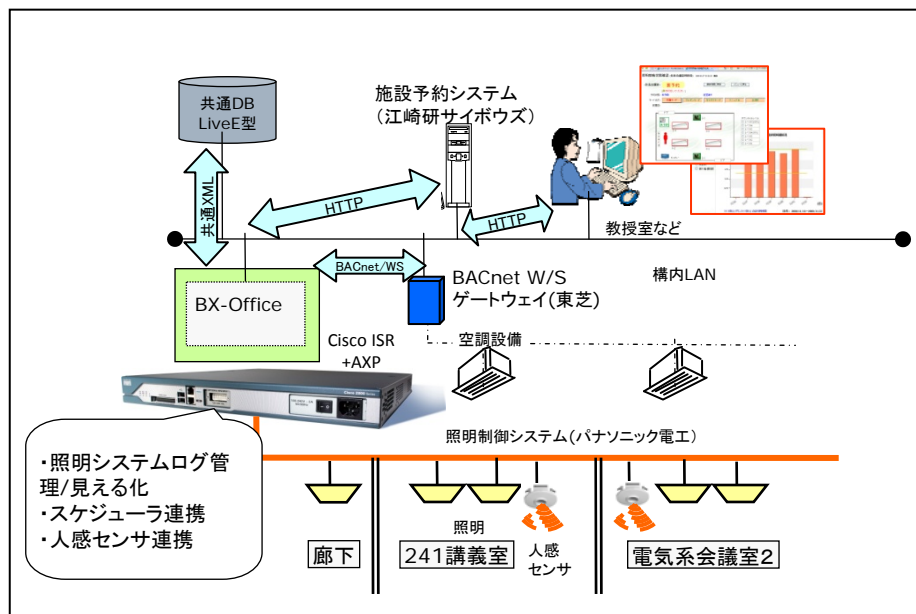 共通DB
LiveE型
施設予約システム
(江崎研サイボウズ)
共通XML
HTTP
HTTP
教授室など
BACnet/WS
BX-Office
BACnet W/S
ゲートウェイ(東芝)
構内LAN
Cisco ISR
+AXP
空調設備
照明制御システム(パナソニック電工)
・照明システムログ管
理/見える化
・スケジューラ連携
・人感センサ連携
照明
人感
センサ
廊下
241講義室
電気系会議室2